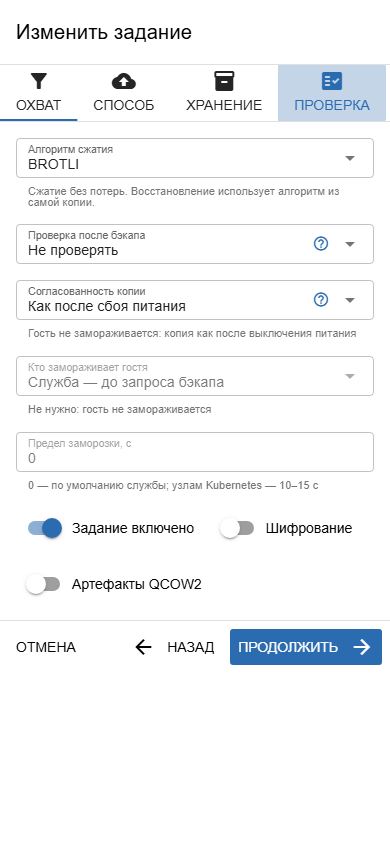 Изменить задание
ОХВАТ
СПОСОБ
ХРАНЕНИЕ
ПРОВЕРКА
Алгоритм сжатия
BROTLI
Сжатие без потерь. Восстановление использует алгоритм из
самой копии.
Проверка после бэкапа
Не проверять
Согласованность копии
Как после сбоя питания
Гость не замораживается: копия как после выключения питания
Кто замораживает гостя
Служба — до запроса бэкапа
Не нужно: гость не замораживается
Предел заморозки, с
0
0 — по умолчанию службы; узлам Kubernetes — 10–15 с
Задание включено
Шифрование
Артефакты QCOW2
ОТМЕНА
НАЗАД
ПРОДОЛЖИТЬ